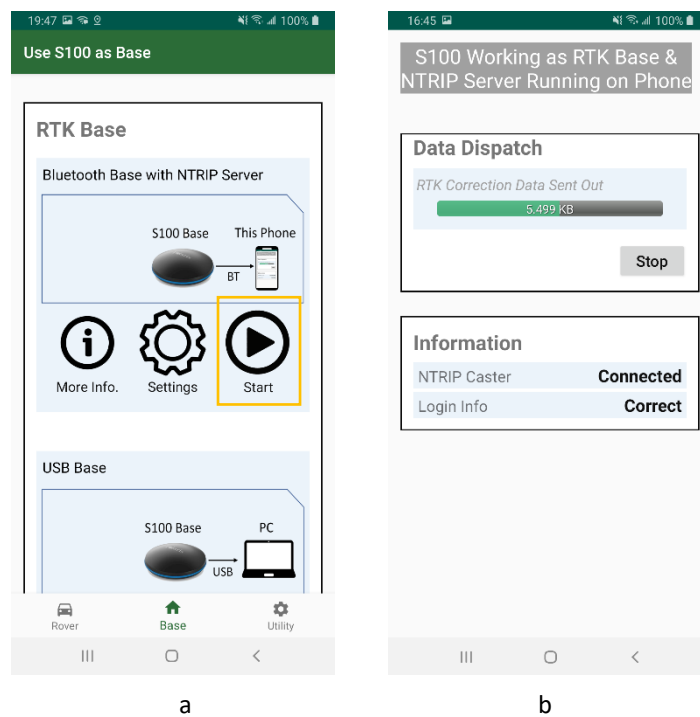 19:47
100%
Use S100 as Base
RTK Base
Bluetooth Base with NTRIP Server
S100 Base
This Phone
BT
More Info.
Settings
Start
USB Base
S100 Base
PC
USB
Rover
Base
Utility
a
16:45
100%
S100 Working as RTK Base &
NTRIP Server Running on Phone
Data Dispatch
RTK Correction Data Sent Out
5.499 KB
Stop
Information
NTRIP Caster Connected
Login Info Correct
b